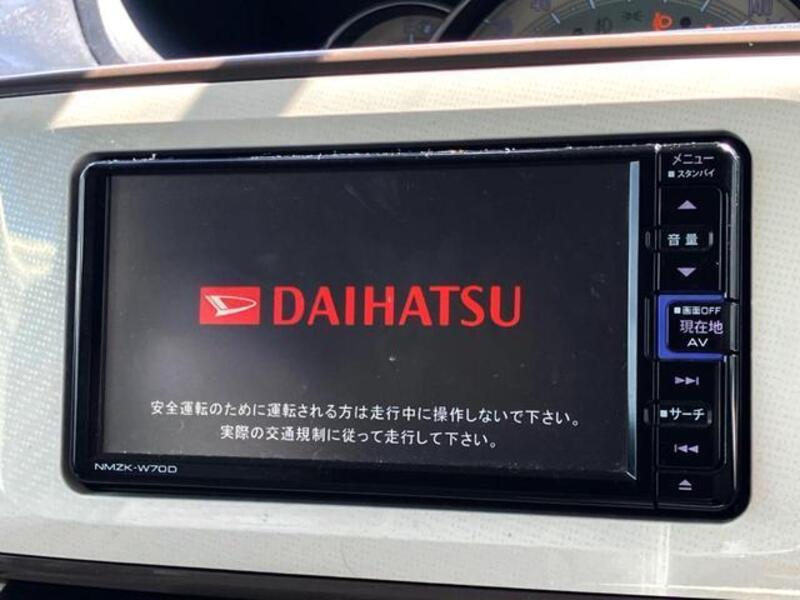 メニュー
■スタンバイ
音量
■画面OFF
現在地
AV
■サーチ
DAIHATSU
安全運転のために運転される方は走行中に操作しないで下さい。
実際の交通規制に従って走行して下さい。
NMZK-W70D